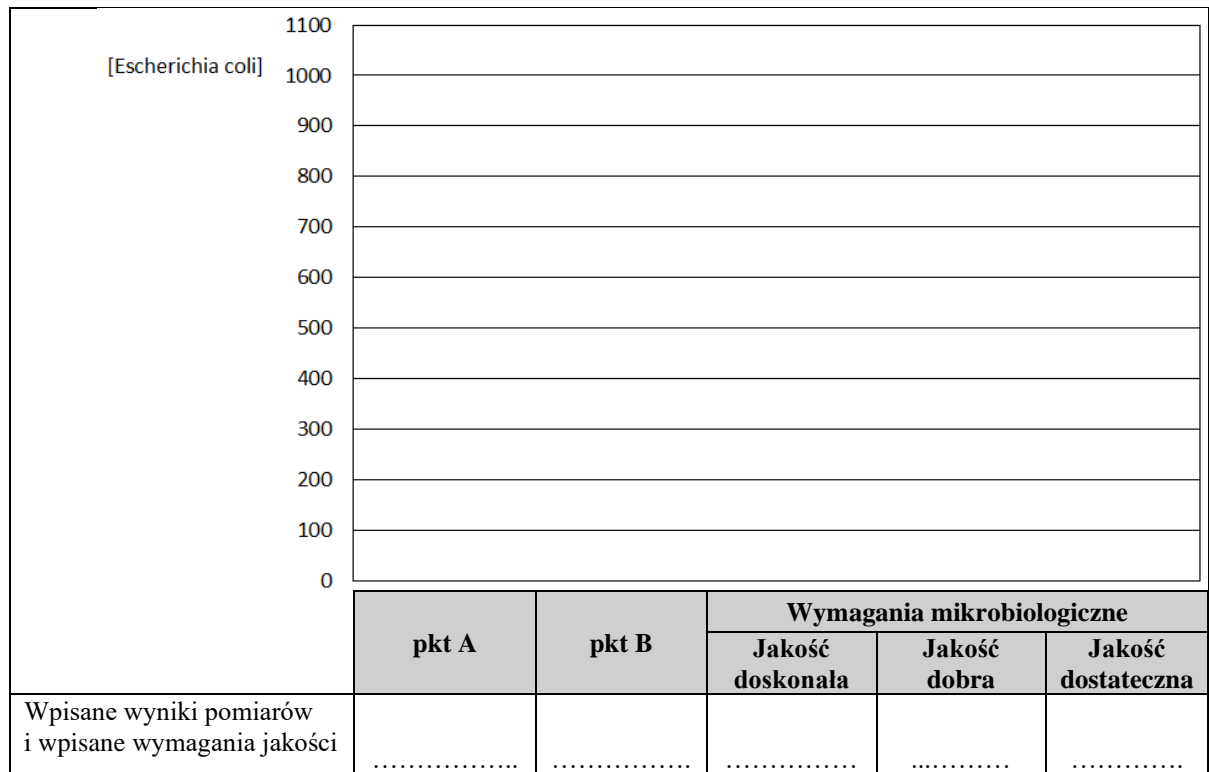 1100
[Escherichia coli]
1000
900
800
700
600
500
400
300
200
100
0
pkt A
pkt B
Wymagania mikrobiologiczne
Jakość
doskonała
Jakość
dobra
Jakość
dostateczna
Wpisane wyniki pomiarów
i wpisane wymagania jakości
…………….. ……………. …………… ...……… ………….